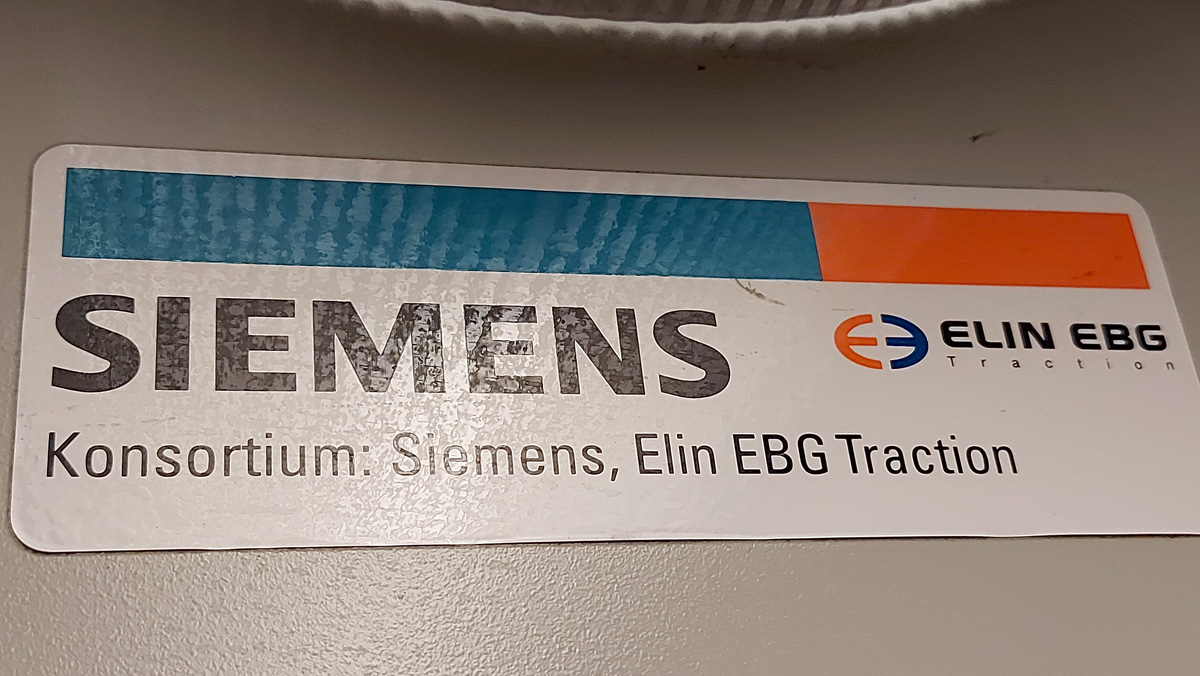 SIEMENS
ELIN EBG
Traction
Konsortium: Siemens, Elin EBG Traction